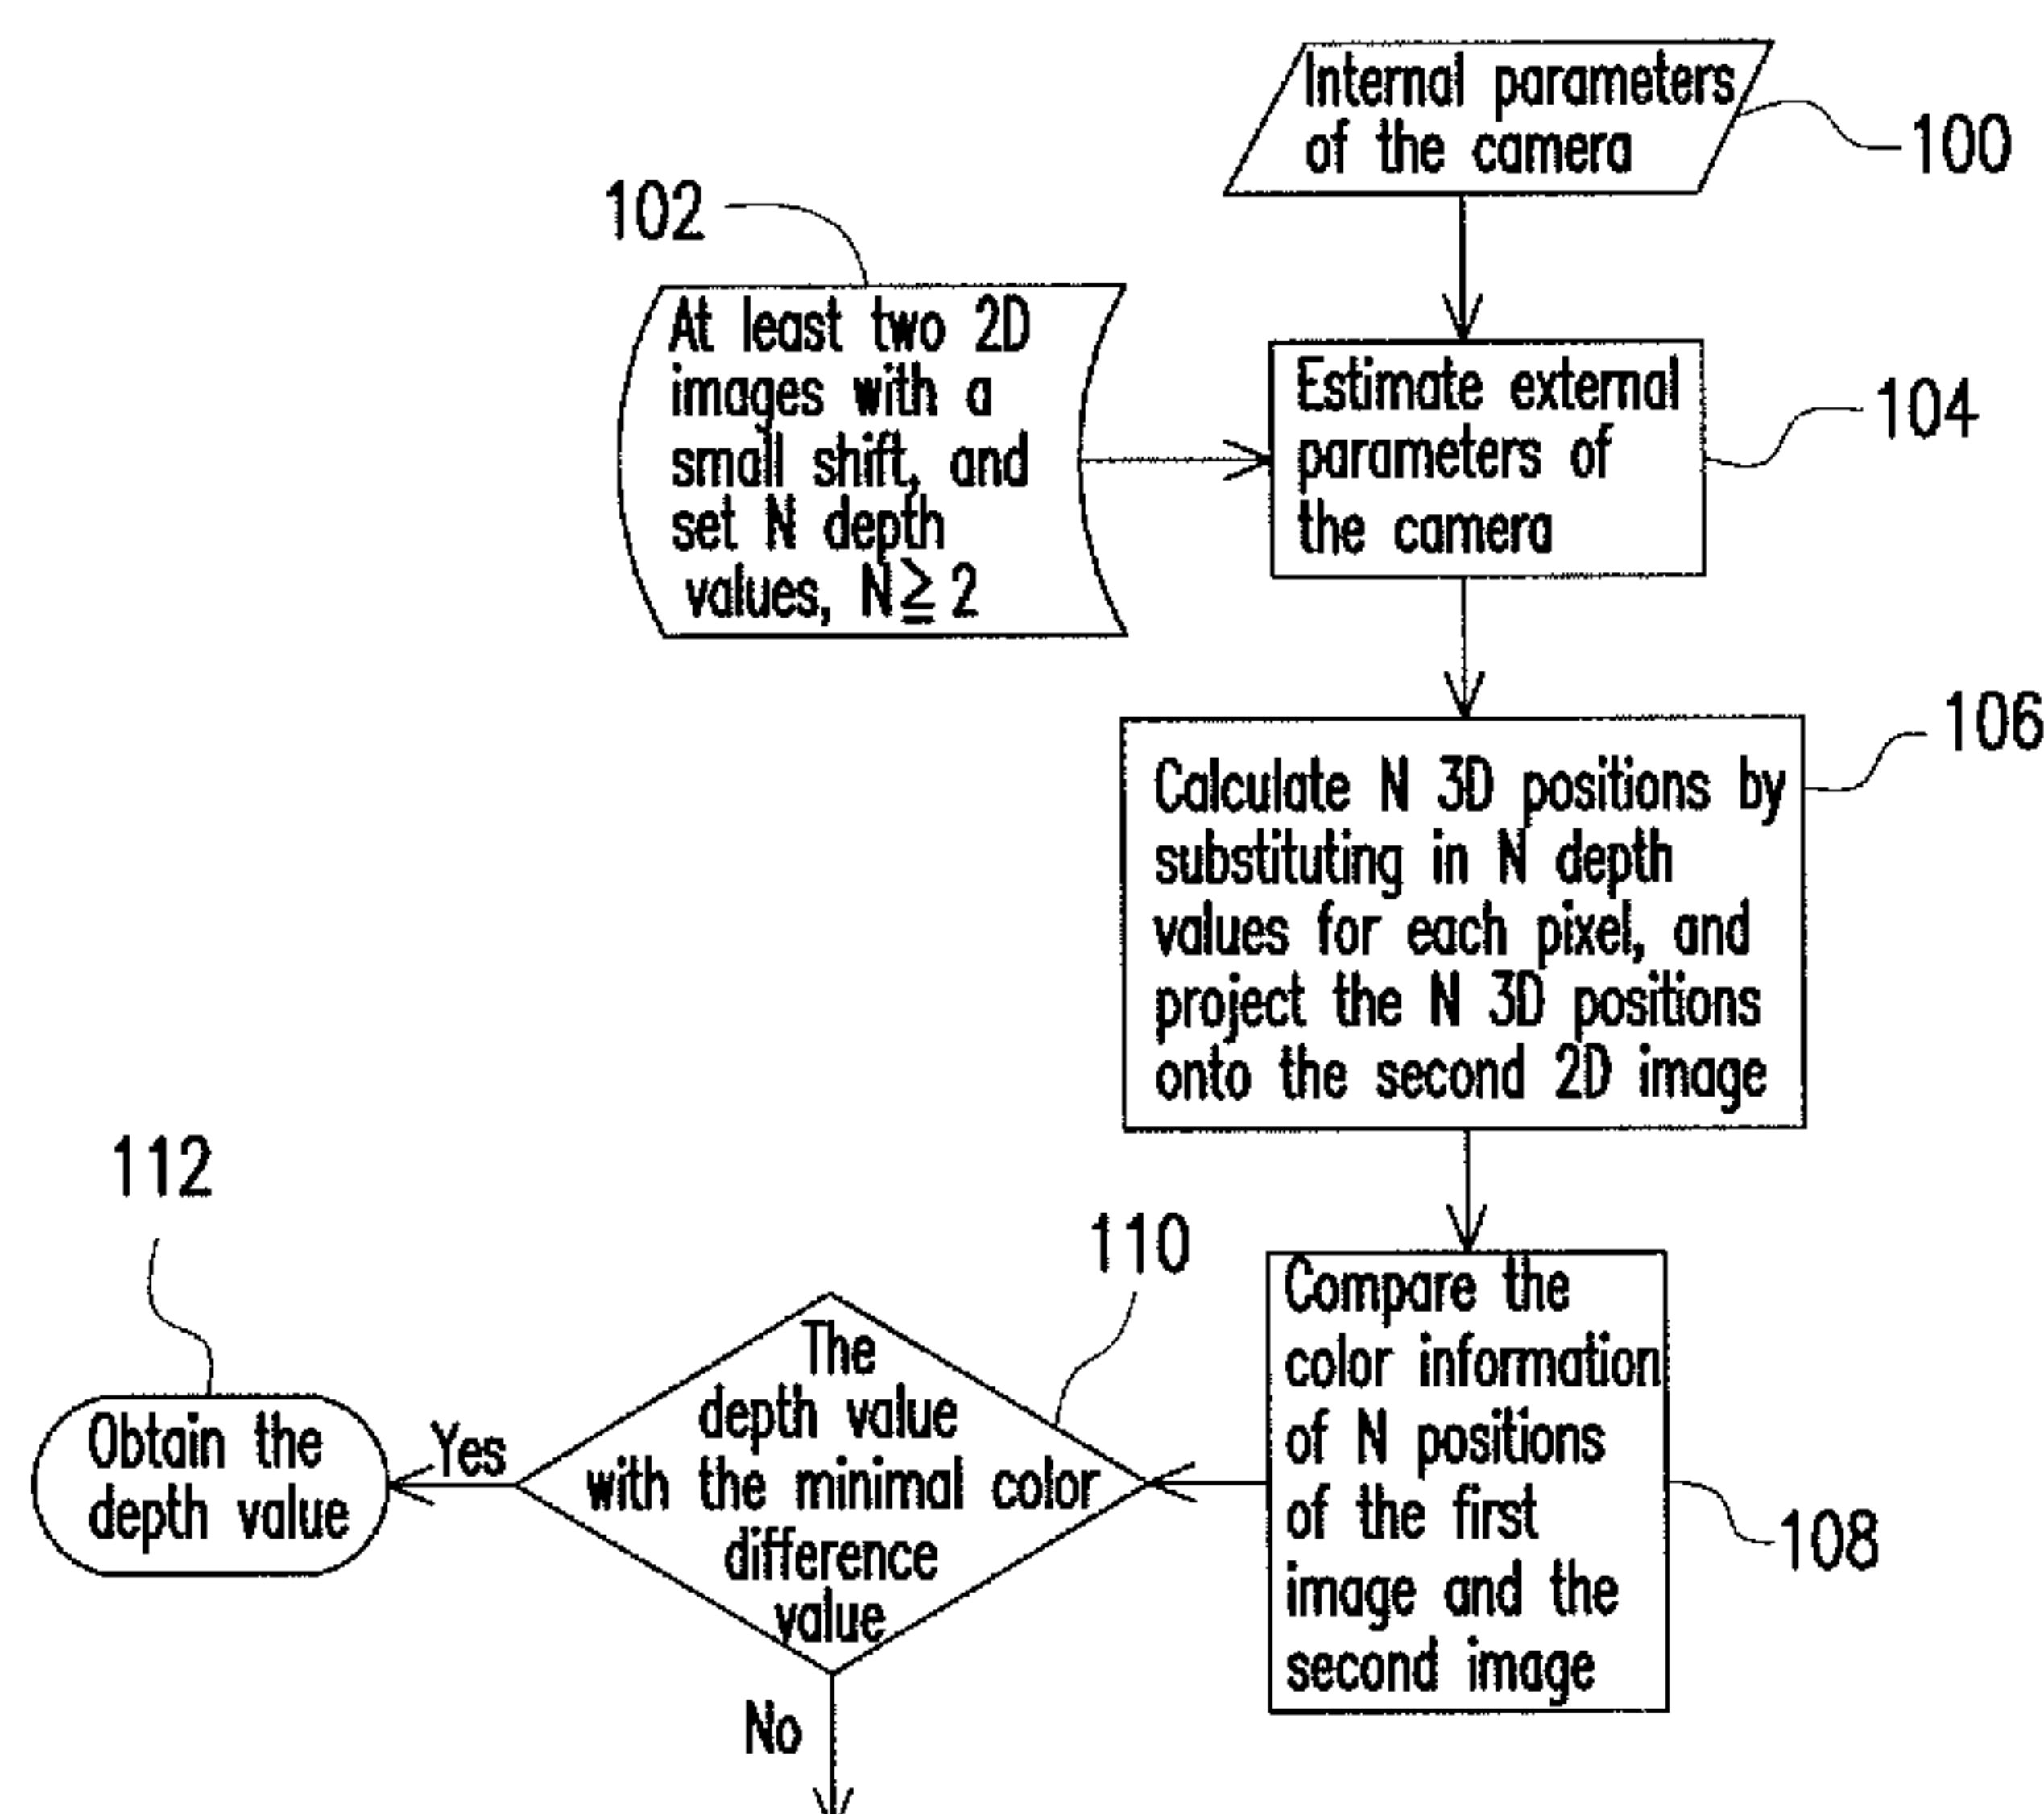 Internal parameters
of the camera
100
102
At least two 2D
images with a
small shift, and
set N depth
values, N≧2
Estimate external
parameters of
the camera
104
106
Calculate N 3D positions by
substituting in N depth
values for each pixel, and
project the N 3D positions
onto the second 2D image
112
110
Compare the
color information
of N positions
of the first
image and the
second image
108
The
depth value
with the minimal color
difference
value
Yes
Obtain the
depth value
No